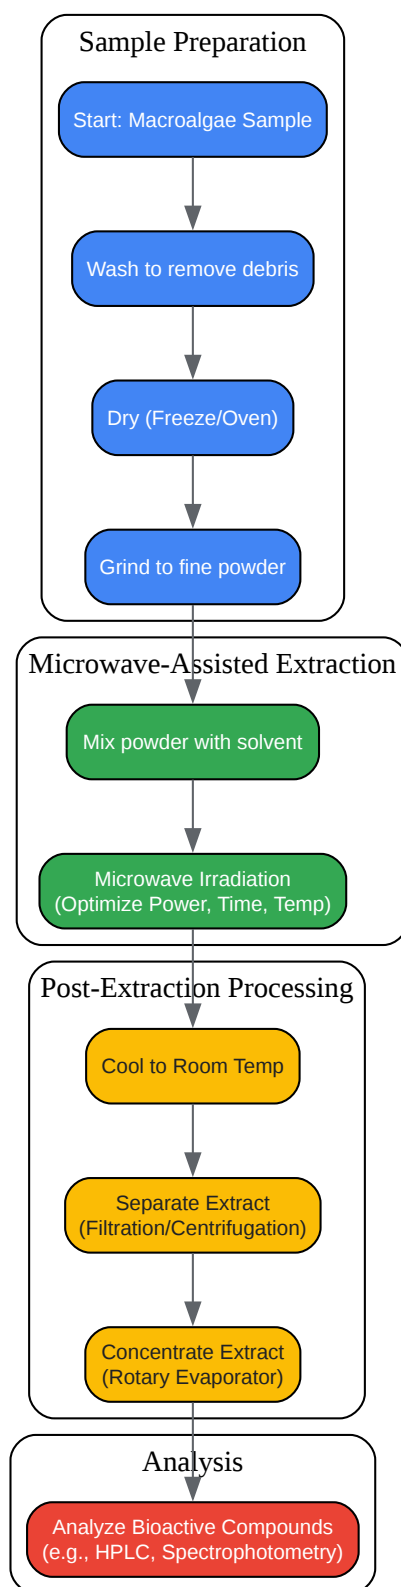 Sample Preparation
Start: Macroalgae Sample
Wash to remove debris
Dry (Freeze/Oven)
Grind to fine powder
Microwave-Assisted Extraction
Mix powder with solvent
Microwave Irradiation
(Optimize Power, Time, Temp)
Post-Extraction Processing
Cool to Room Temp
Separate Extract
(Filtration/Centrifugation)
Concentrate Extract
(Rotary Evaporator)
Analysis
Analyze Bioactive Compounds
(e.g., HPLC, Spectrophotometry)